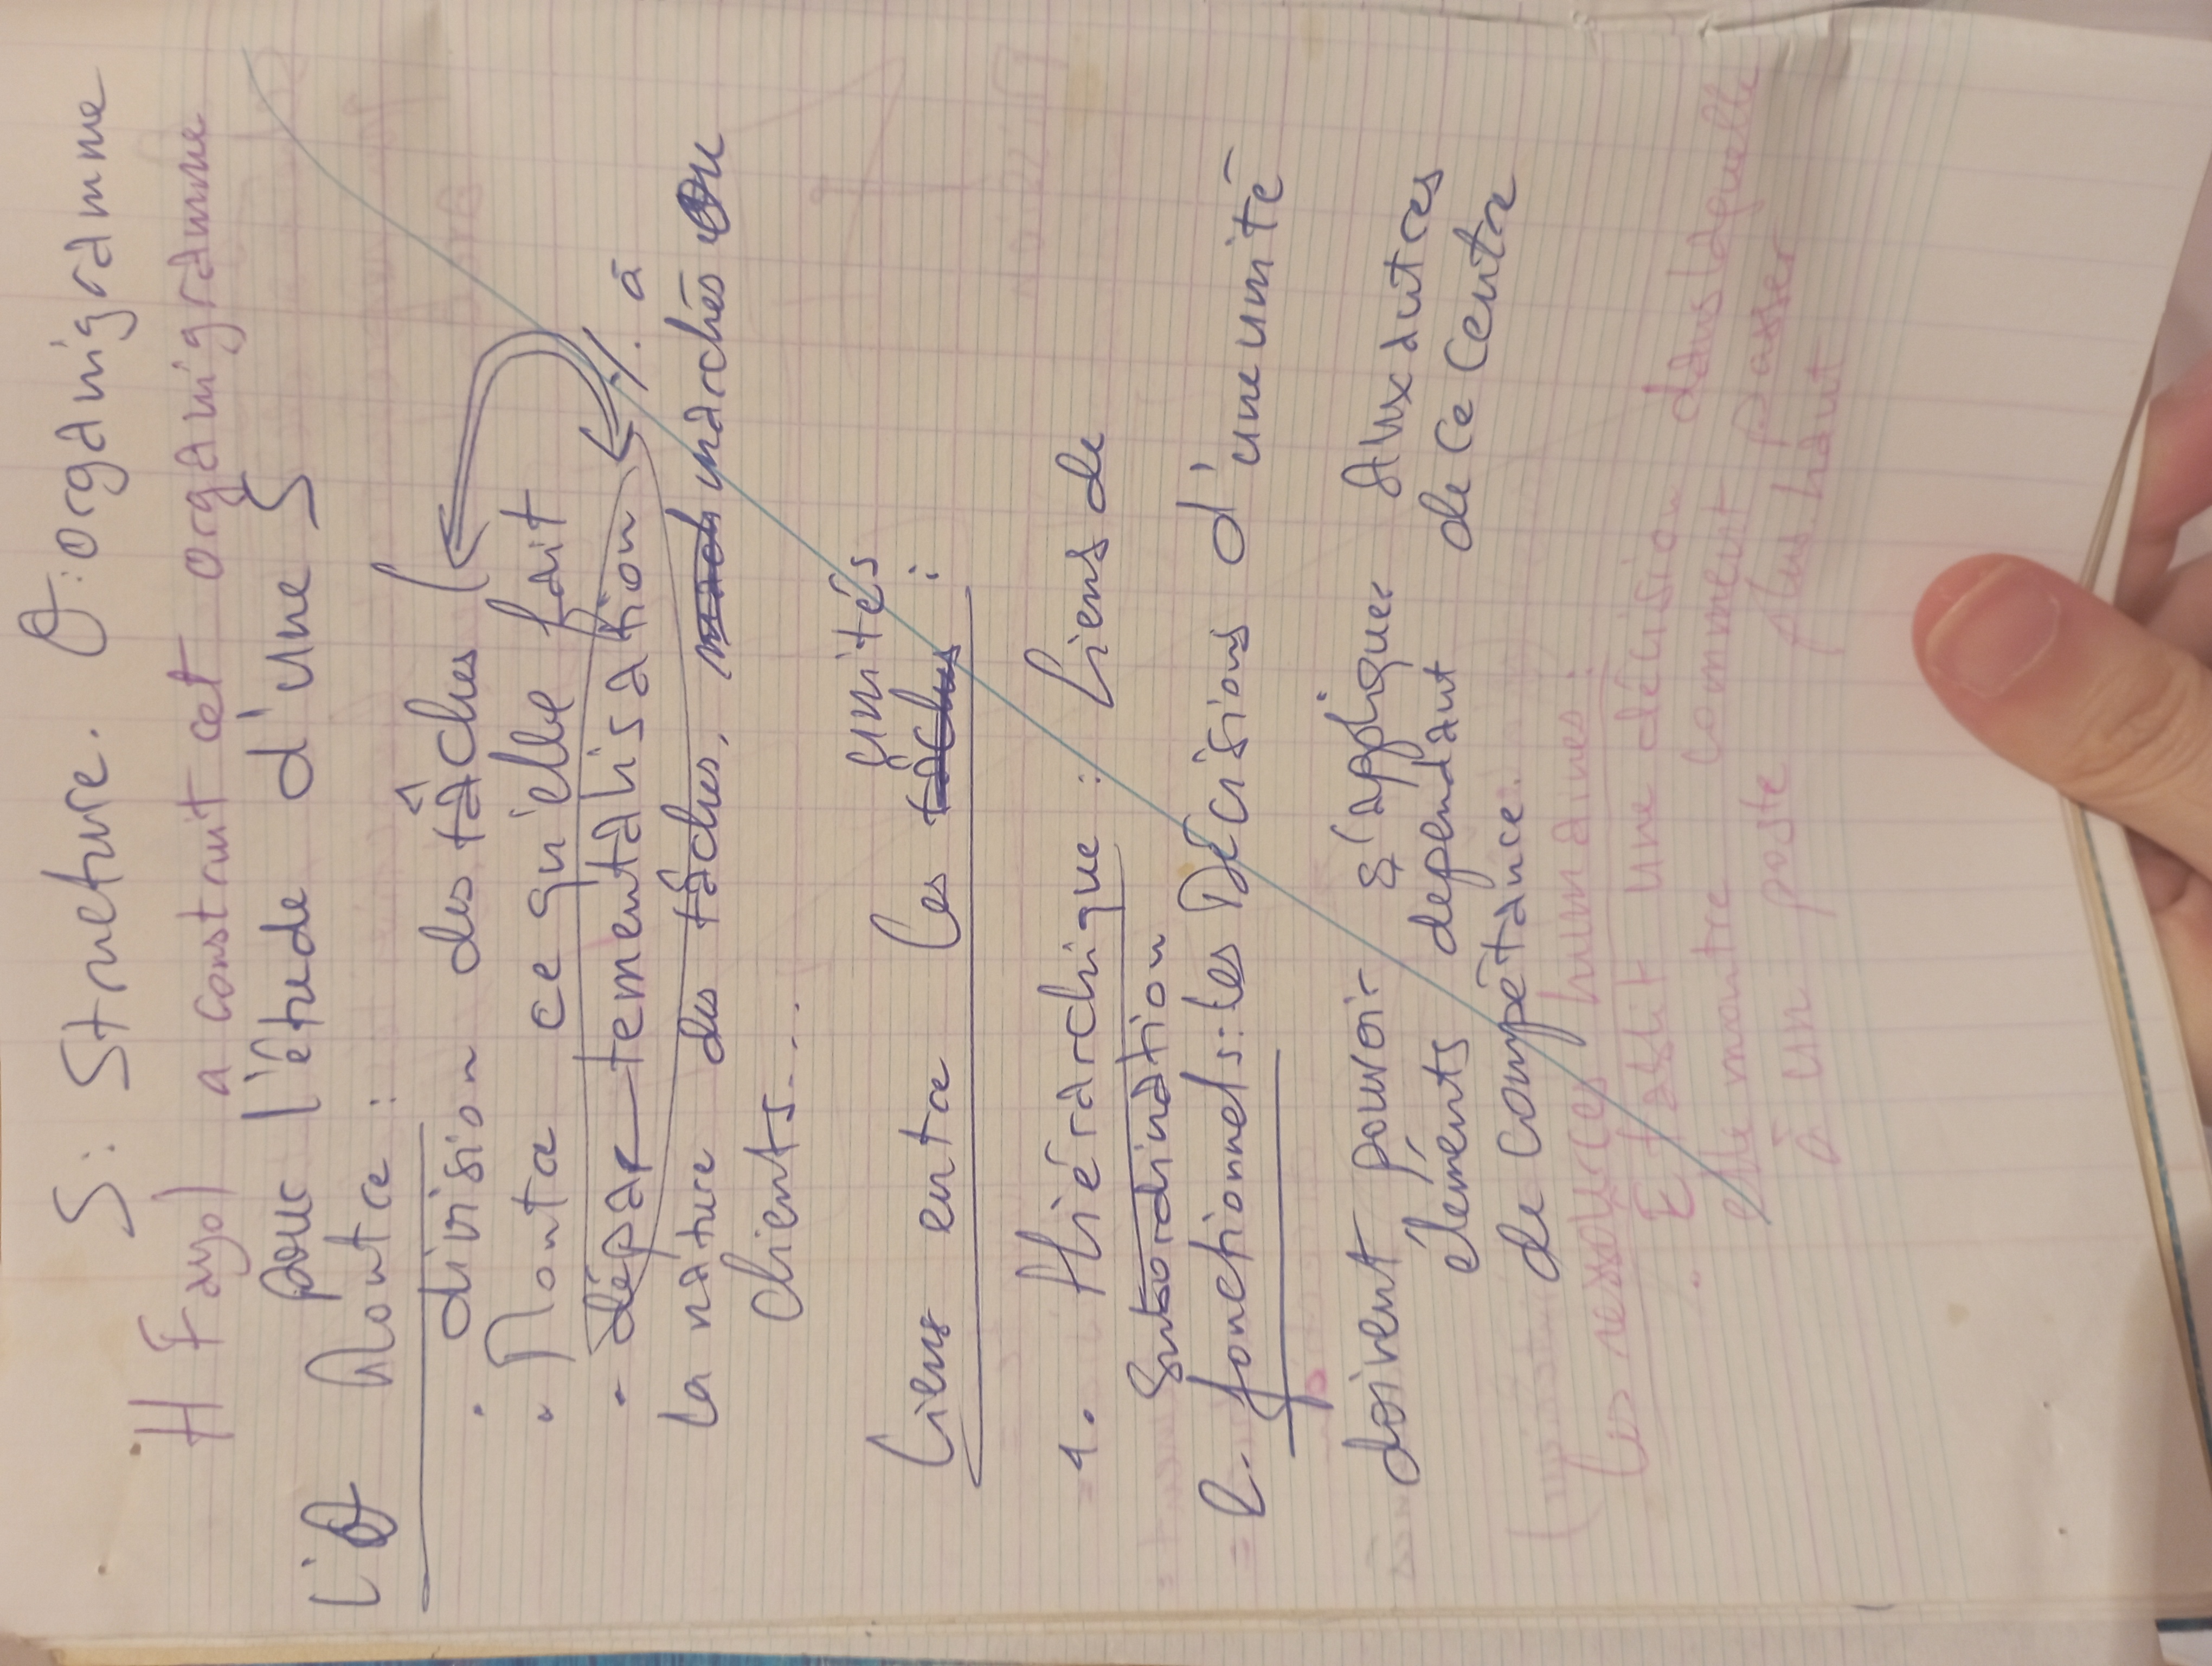 S: Structure. O: organigramme
H Fayol a construit cet organigramme
pour l'étude d'une S
l'O Montre :
. division des tâches
. Montre ce qu'elle fait
- départementalisation ./. à
la nature des tâches, marchés ou
clients...
unités
Liens entre les tâches :
1. Hiérarchique : liens de
subordination
2. fonctionnels: les Décisions d'une unité
doivent pouvoir s'appliquer aux autres
éléments dépendant de ce centre
de compétance.
les ressources humaines :
. Etablit une décision dans laquelle
elle montre comment passer
à un poste plus haut